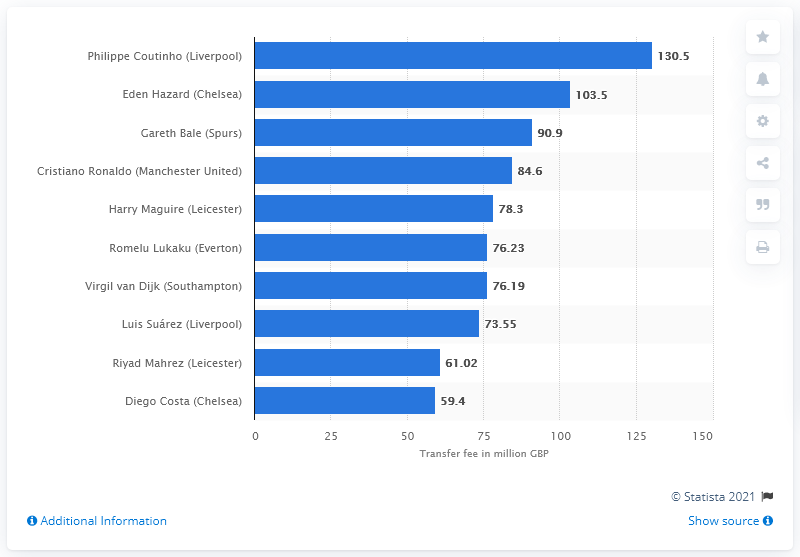 Philippe Coutinho (Liverpool) 130.5
Eden Hazard (Chelsea) 103.5
Gareth Bale (Spurs) 90.9
Cristiano Ronaldo (Manchester United) 84.6
Harry Maguire (Leicester) 78.3
Romelu Lukaku (Everton) 76.23
Virgil van Dijk (Southampton) 76.19
Luis Suárez (Liverpool) 73.55
Riyad Mahrez (Leicester) 61.02
Diego Costa (Chelsea) 59.4
0 25 50 75 100 125 150
Transfer fee in million GBP
© Statista 2021
Additional Information
Show source